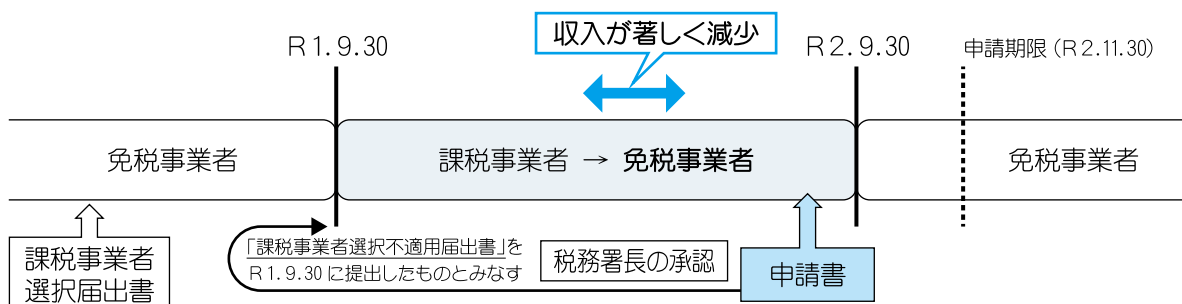 収入が著しく減少
R1.9.30
R2.9.30
申請期限(R2.11.30)
免税事業者
課税事業者 → 免税事業者
免税事業者
課税事業者
選択届出書
「課税事業者選択不適用届出書」を
R1.9.30に提出したものとみなす
税務署長の承認
申請書